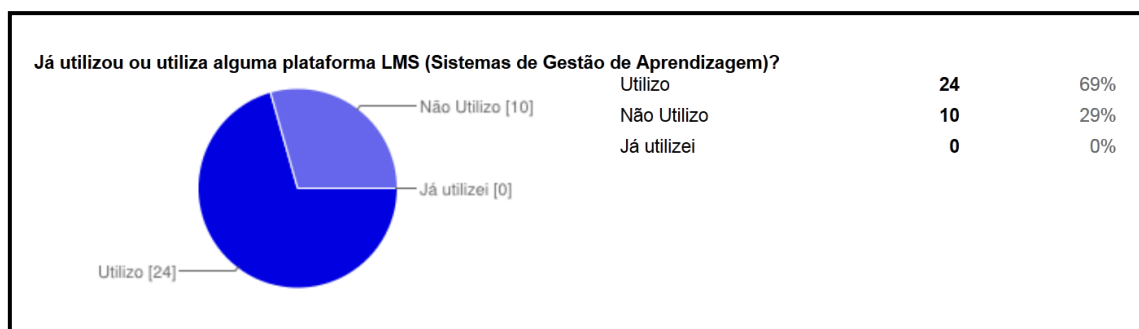 Já utilizou ou utiliza alguma plataforma LMS (Sistemas de Gestão de Aprendizagem)?
Não Utilizo [10]
Já utilizei [0]
Utilizo [24]
Utilizo 24 69%
Não Utilizo 10 29%
Já utilizei 0 0%